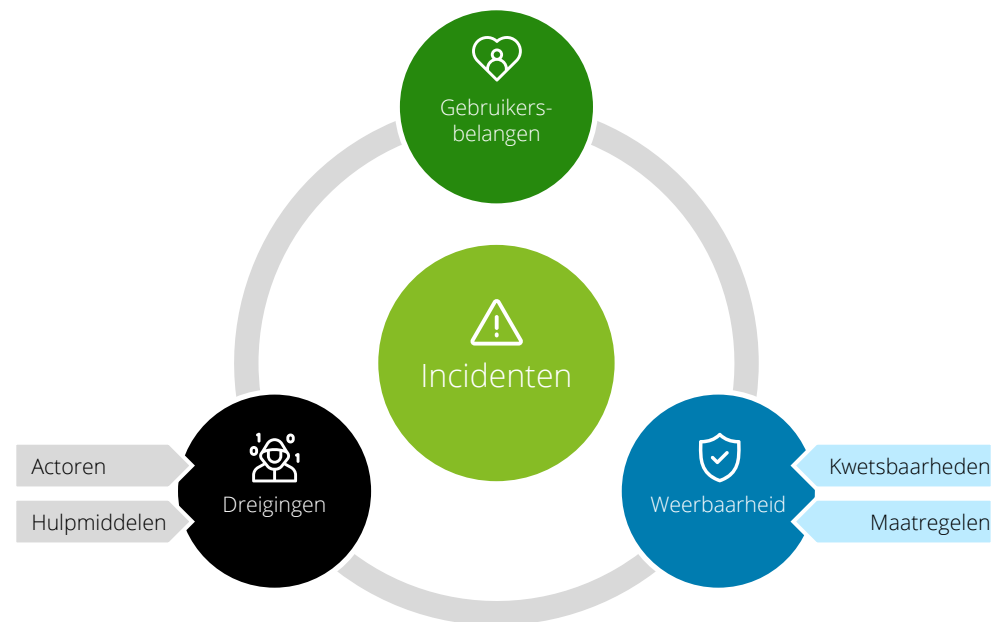 Gebruikers-
belangen
Incidenten
Actoren
Hulpmiddelen
Dreigingen
Weerbaarheid
Kwetsbaarheden
Maatregelen